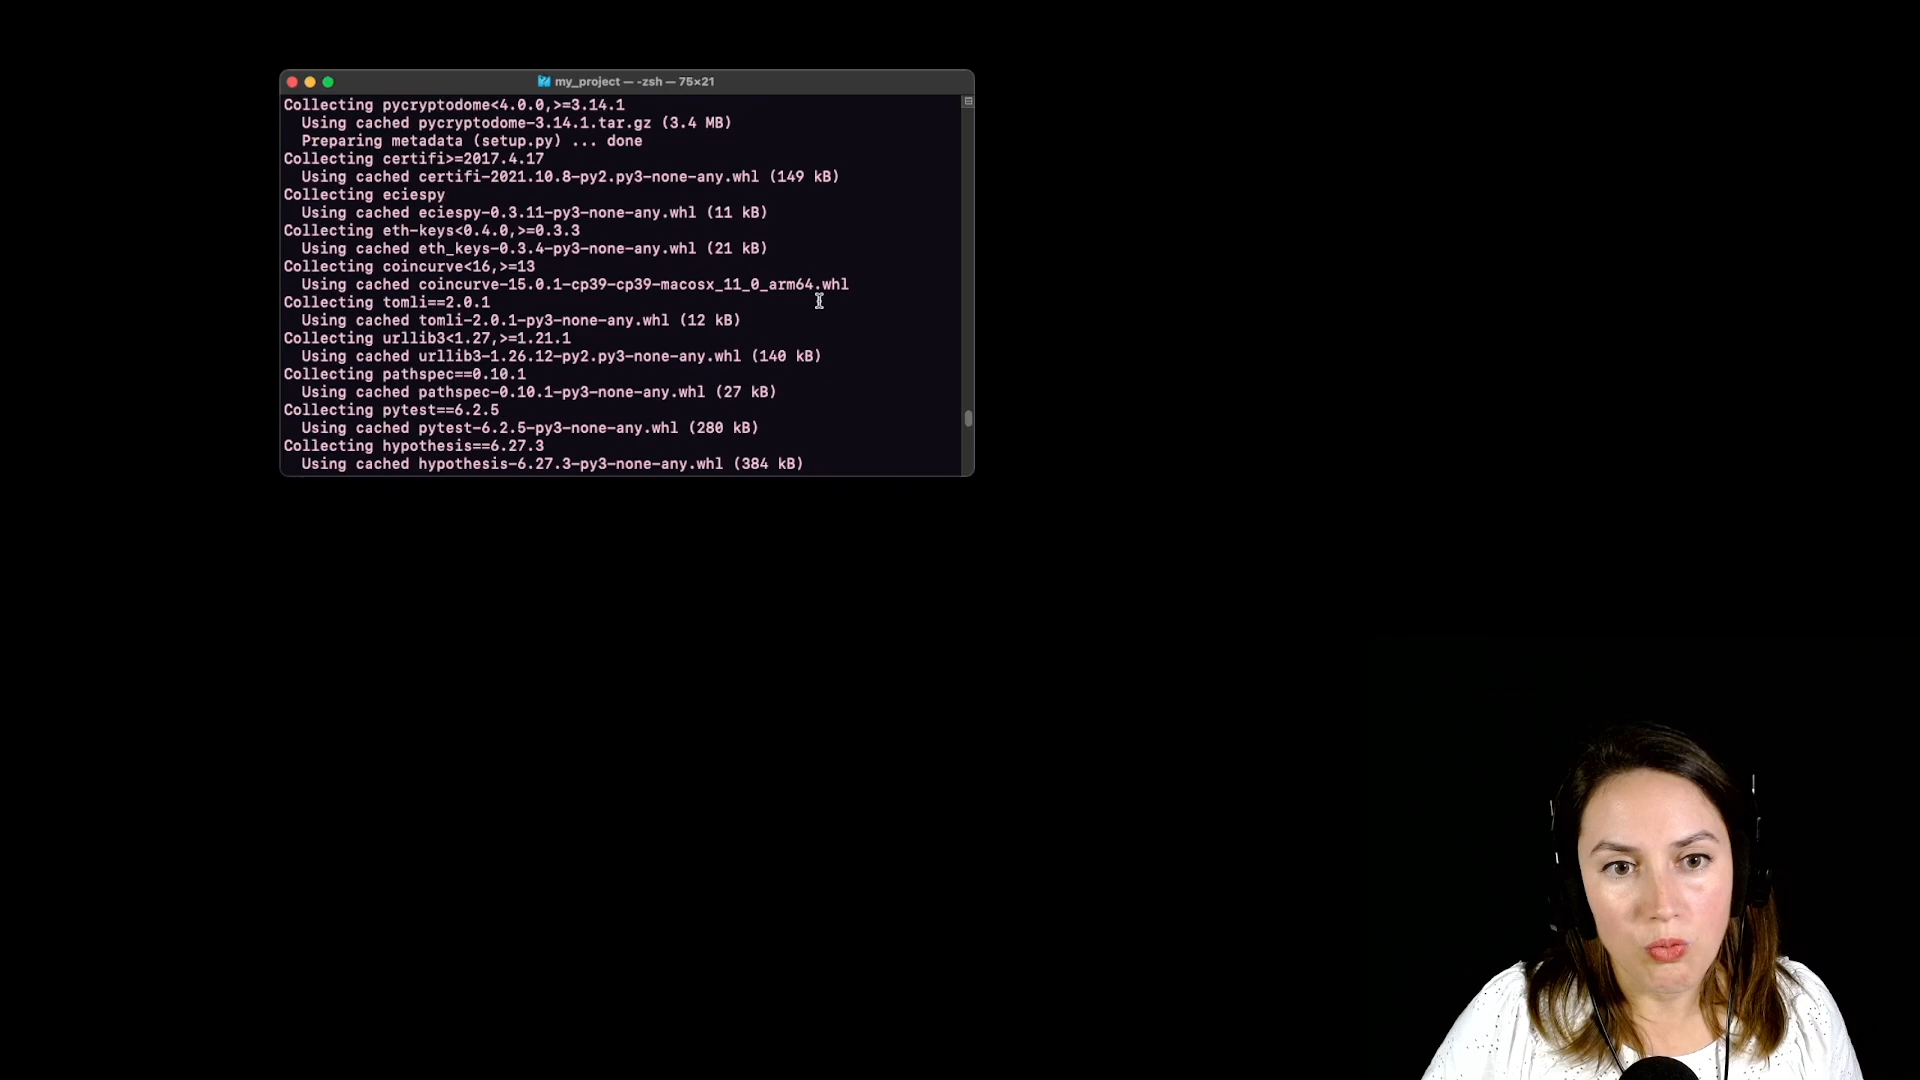 my_project — -zsh — 75×21
Collecting pycryptodome<4.0.0,>=3.14.1
Using cached pycryptodome-3.14.1.tar.gz (3.4 MB)
Preparing metadata (setup.py) ... done
Collecting certifi>=2017.4.17
Using cached certifi-2021.10.8-py2.py3-none-any.whl (149 kB)
Collecting eciespy
Using cached eciespy-0.3.11-py3-none-any.whl (11 kB)
Collecting eth-keys<0.4.0,>=0.3.3
Using cached eth_keys-0.3.4-py3-none-any.whl (21 kB)
Collecting coincurve<16,>=13
Using cached coincurve-15.0.1-cp39-cp39-macosx_11_0_arm64.whl
Collecting tomli==2.0.1
Using cached tomli-2.0.1-py3-none-any.whl (12 kB)
Collecting urllib3<1.27,>=1.21.1
Using cached urllib3-1.26.12-py2.py3-none-any.whl (140 kB)
Collecting pathspec==0.10.1
Using cached pathspec-0.10.1-py3-none-any.whl (27 kB)
Collecting pytest==6.2.5
Using cached pytest-6.2.5-py3-none-any.whl (280 kB)
Collecting hypothesis==6.27.3
Using cached hypothesis-6.27.3-py3-none-any.whl (384 kB)